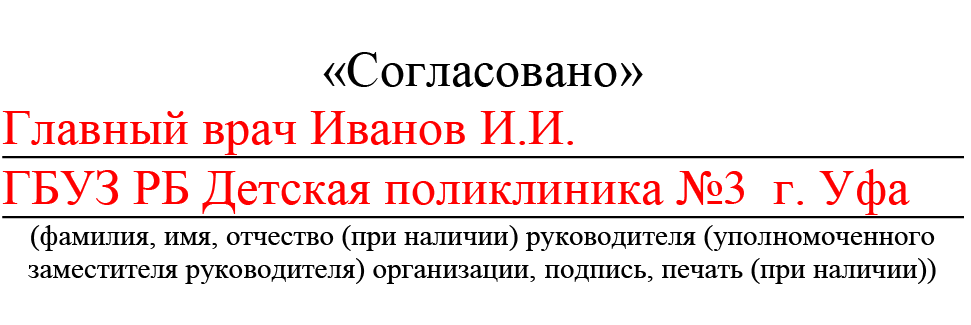 «Согласовано»
Главный врач Иванов И.И.
ГБУЗ РБ Детская поликлиника №3 г. Уфа
(фамилия, имя, отчество (при наличии) руководителя (уполномоченного
заместителя руководителя) организации, подпись, печать (при наличии))